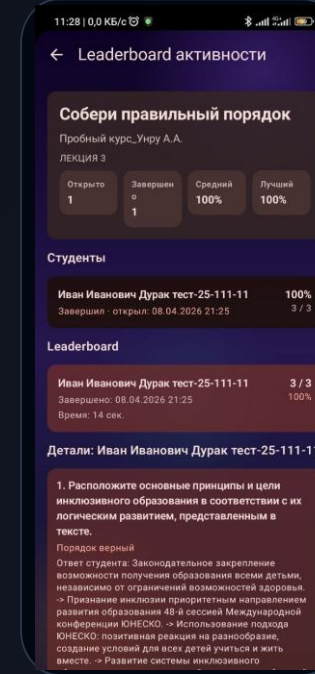 11:28 | 0,0 КБ/с
← Leaderboard активности
Собери правильный порядок
Пробный курс_Унру А.А.
ЛЕКЦИЯ 3
Открыто
1
Завершен
о
1
Средний
100%
Лучший
100%
Студенты
Иван Иванович Дурак тест-25-111-11 100%
Завершил · открыл: 08.04.2026 21:25 3 / 3
Leaderboard
Иван Иванович Дурак тест-25-111-11 3 / 3
Завершено: 08.04.2026 21:25 100%
Время: 14 сек.
Детали: Иван Иванович Дурак тест-25-111-11
1. Расположите основные принципы и цели
инклюзивного образования в соответствии с их
логическим развитием, представленным в
тексте.
Порядок верный
Ответ студента: Законодательное закрепление
возможности получения образования всеми детьми,
независимо от ограничений возможностей здоровья.
-> Признание инклюзии приоритетным направлением
развития образования 48-й сессией Международной
конференции ЮНЕСКО. -> Использование подхода
ЮНЕСКО: позитивная реакция на разнообразие,
создание условий для всех детей учиться и жить
вместе. -> Развитие системы инклюзивного